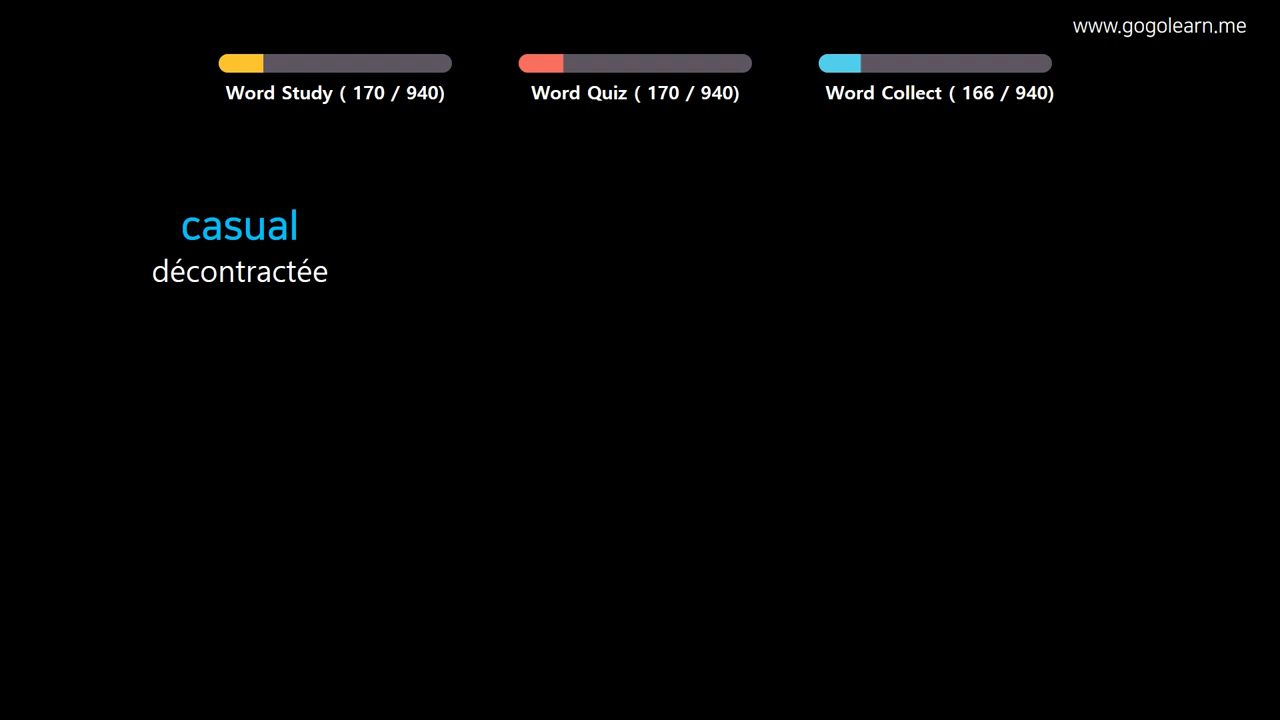 www.gogolearn.me
Word Study ( 170 / 940)
Word Quiz ( 170 / 940)
Word Collect ( 166 / 940)
casual
décontractée